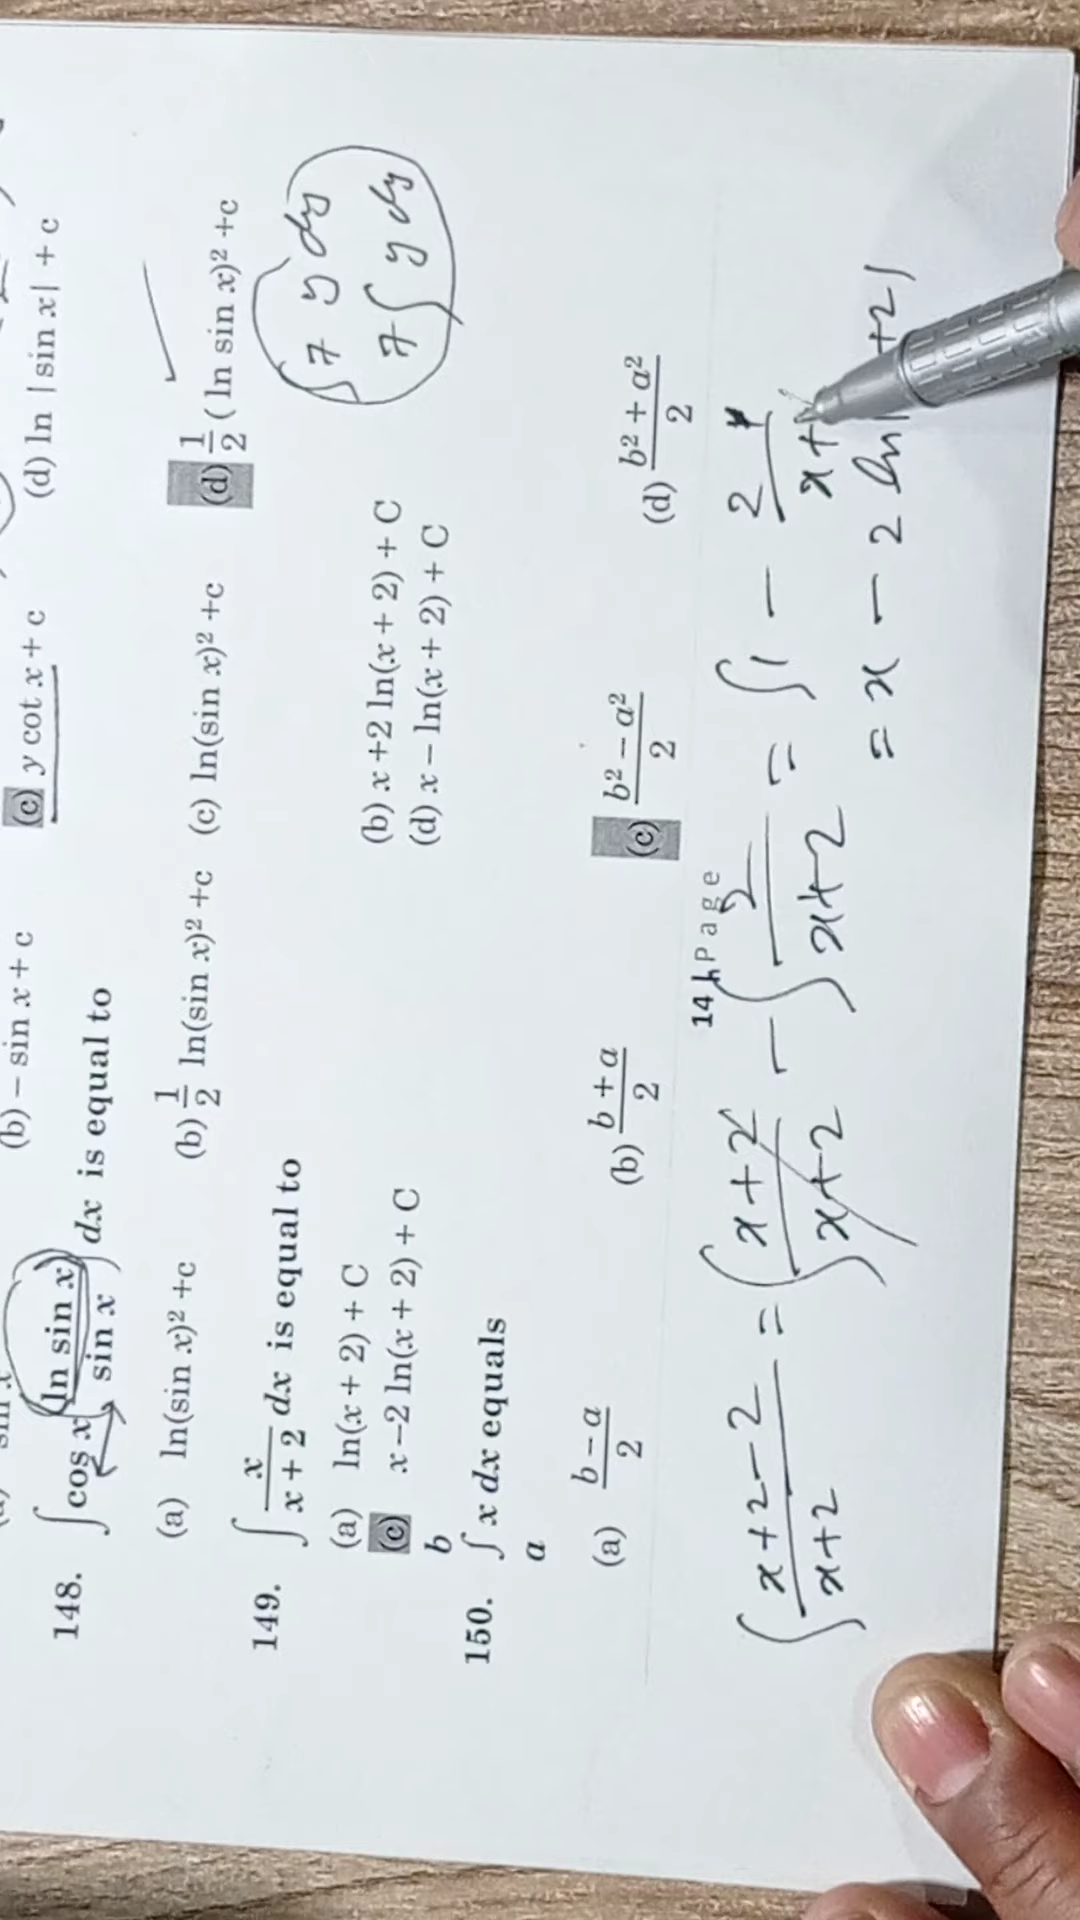 (b) – sin x + c (c) y cot x + c (d) ln | sin x| + c
148. ∫ cos x (ln sin x)/(sin x) dx is equal to
(a) ln(sin x)² +c (b) 1/2 ln(sin x)² +c (c) ln(sin x)² +c (d) 1/2 ( ln sin x)² +c
∫ 7 y dy
7 ∫ y dy
149. ∫ x/(x + 2) dx is equal to
(a) ln(x + 2) + C (b) x +2 ln(x + 2) + C
(c) x –2 ln(x + 2) + C (d) x – ln(x + 2) + C
150. ∫ₐᵇ x dx equals
(a) (b – a)/2 (b) (b + a)/2 (c) (b² – a²)/2 (d) (b² + a²)/2
14 | Page
∫ (x+2-2)/(x+2) = ∫ (x+2)/(x+2) - ∫ 2/(x+2) = ∫ 1 - 2
= x - 2 ln